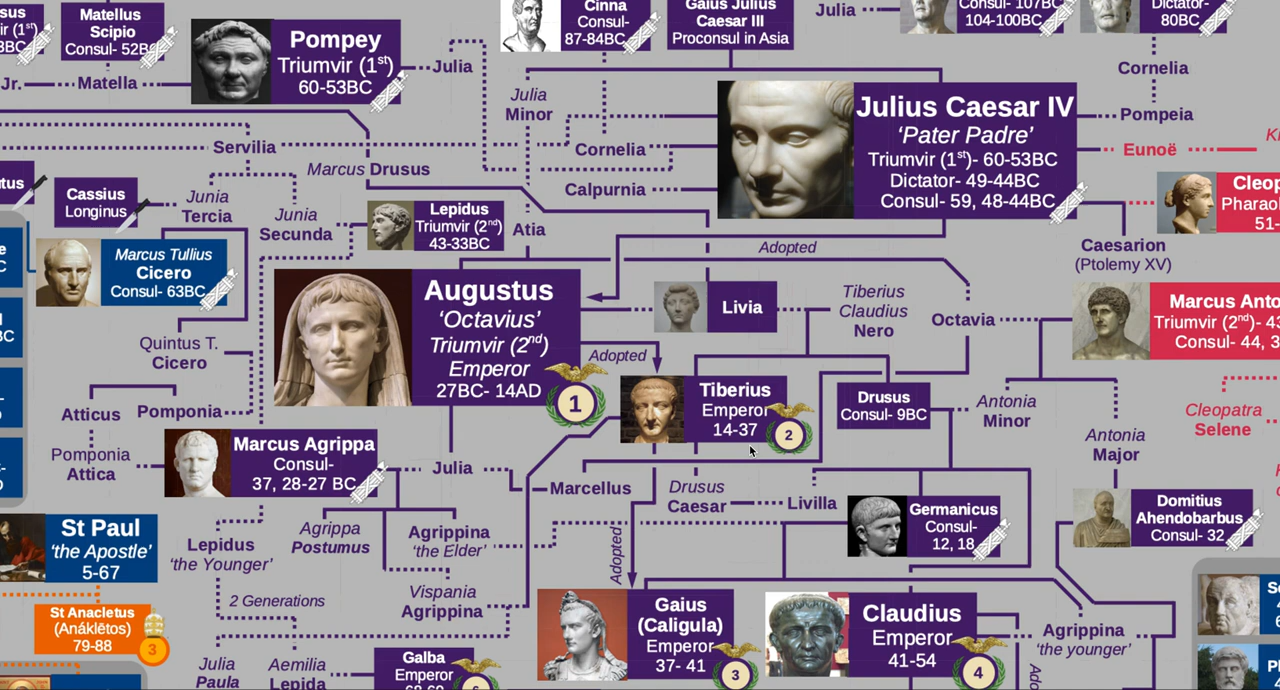 Matellus
Scipio
Consul- 52BC
Jr.
Matella
Pompey
Triumvir (1st)
60-53BC
Julia
Cinna
Consul-
87-84BC
Gaius Julius
Caesar III
Proconsul in Asia
Julia
Consul- 107BC
104-100BC
Dictator-
80BC
Cornelia
Julia
Minor
Julius Caesar IV
‘Pater Padre’
Triumvir (1st)- 60-53BC
Dictator- 49-44BC
Consul- 59, 48-44BC
Pompeia
Eunoë
Servilia
Cornelia
Marcus Drusus
Calpurnia
Cassius
Longinus
Junia
Tercia
Junia
Secunda
Lepidus
Triumvir (2nd)
43-33BC
Atia
Adopted
Caesarion
(Ptolemy XV)
Marcus Tullius
Cicero
Consul- 63BC
Augustus
‘Octavius’
Triumvir (2nd)
Emperor
27BC- 14AD
1
Livia
Tiberius
Claudius
Nero
Octavia
Quintus T.
Cicero
Adopted
Atticus
Pomponia
Tiberius
Emperor
14-37
2
Drusus
Consul- 9BC
Antonia
Minor
Cleopatra
Selene
Pomponia
Attica
Marcus Agrippa
Consul-
37, 28-27 BC
Julia
Marcellus
Drusus
Caesar
Livilla
Antonia
Major
Germanicus
Consul-
12, 18
Domitius
Ahendobarbus
Consul- 32
St Paul
‘the Apostle’
5-67
Lepidus
‘the Younger’
Agrippa
Postumus
Agrippina
‘the Elder’
Adopted
2 Generations
Vispania
Agrippina
St Anacletus
(Anáklētos)
79-88
3
Gaius
(Caligula)
Emperor
37- 41
3
Claudius
Emperor
41-54
4
Agrippina
‘the younger’
Julia
Paula
Aemilia
Lepida
Galba
Emperor